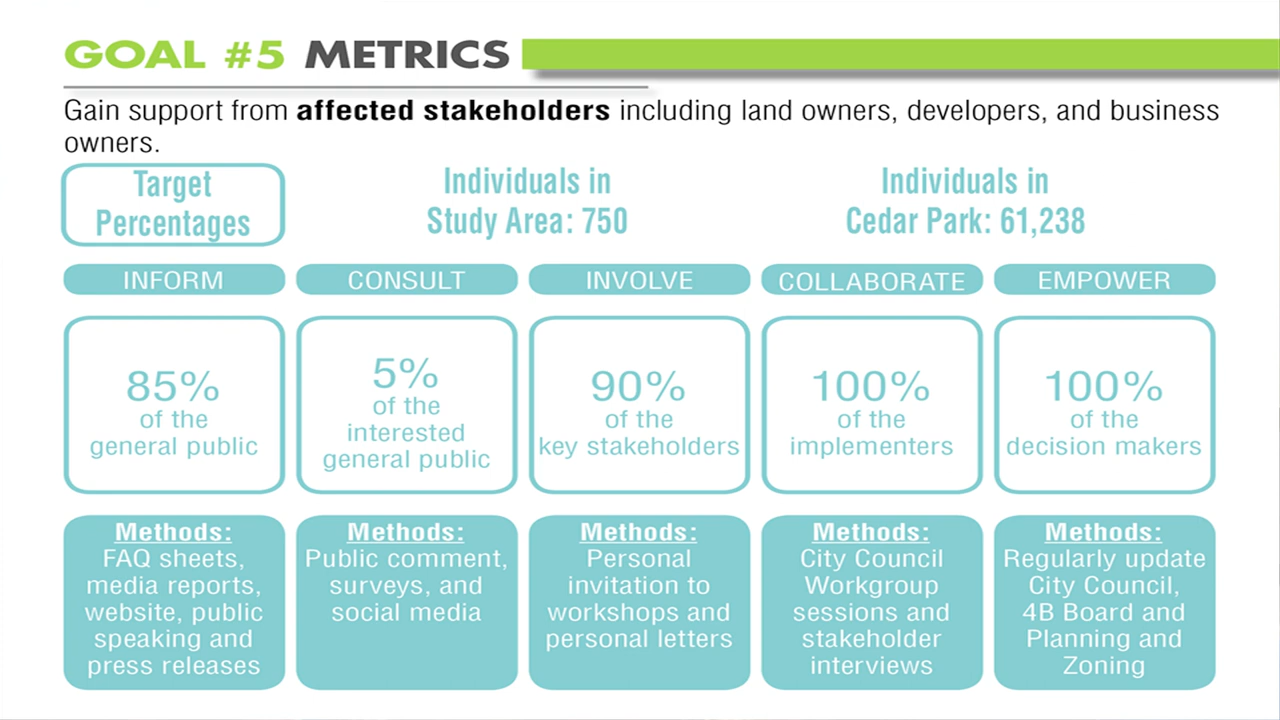 GOAL #5 METRICS
Gain support from affected stakeholders including land owners, developers, and business
owners.
Target
Percentages
Individuals in
Study Area: 750
Individuals in
Cedar Park: 61,238
INFORM
CONSULT
INVOLVE
COLLABORATE
EMPOWER
85%
of the
general public
5%
of the
interested
general public
90%
of the
key stakeholders
100%
of the
implementers
100%
of the
decision makers
Methods:
FAQ sheets,
media reports,
website, public
speaking and
press releases
Methods:
Public comment,
surveys, and
social media
Methods:
Personal
invitation to
workshops and
personal letters
Methods:
City Council
Workgroup
sessions and
stakeholder
interviews
Methods:
Regularly update
City Council,
4B Board and
Planning and
Zoning